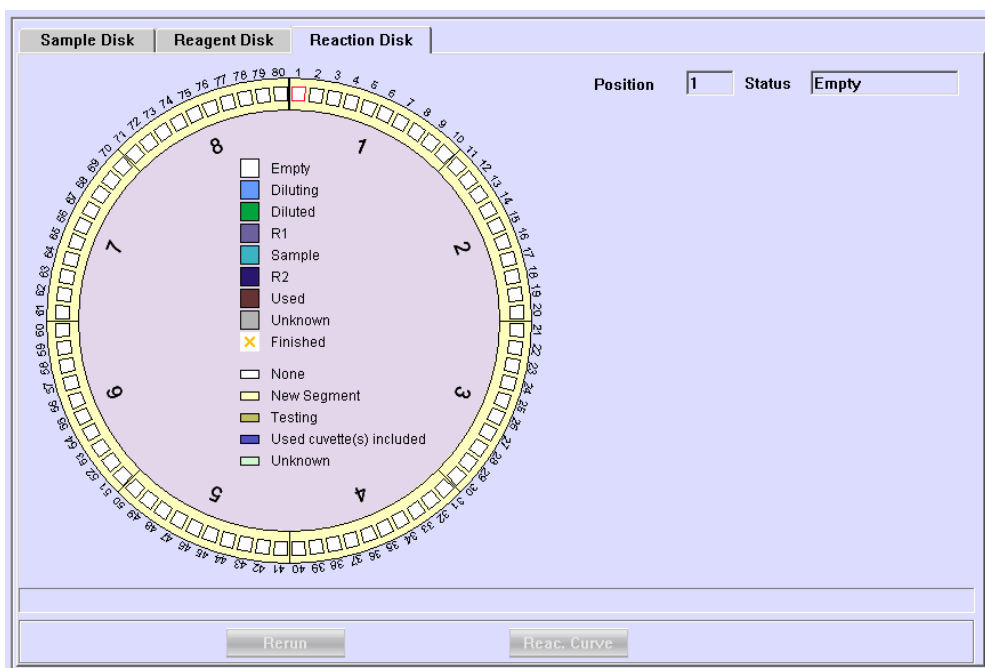 Sample Disk Reagent Disk Reaction Disk
Position 1 Status Empty
1 2 3 4 5 6 7 8 9 10 11 12 13 14 15 16 17 18 19 20 21 22 23 24 25 26 27 28 29 30 31 32 33 34 35 36 37 38 39 40 41 42 43 44 45 46 47 48 49 50 51 52 53 54 55 56 57 58 59 60 61 62 63 64 65 66 67 68 69 70 71 72 73 74 75 76 77 78 79 80
1 2 3 4 5 6 7 8
Empty
Diluting
Diluted
R1
Sample
R2
Used
Unknown
Finished
None
New Segment
Testing
Used cuvette(s) included
Unknown
Rerun Reac. Curve